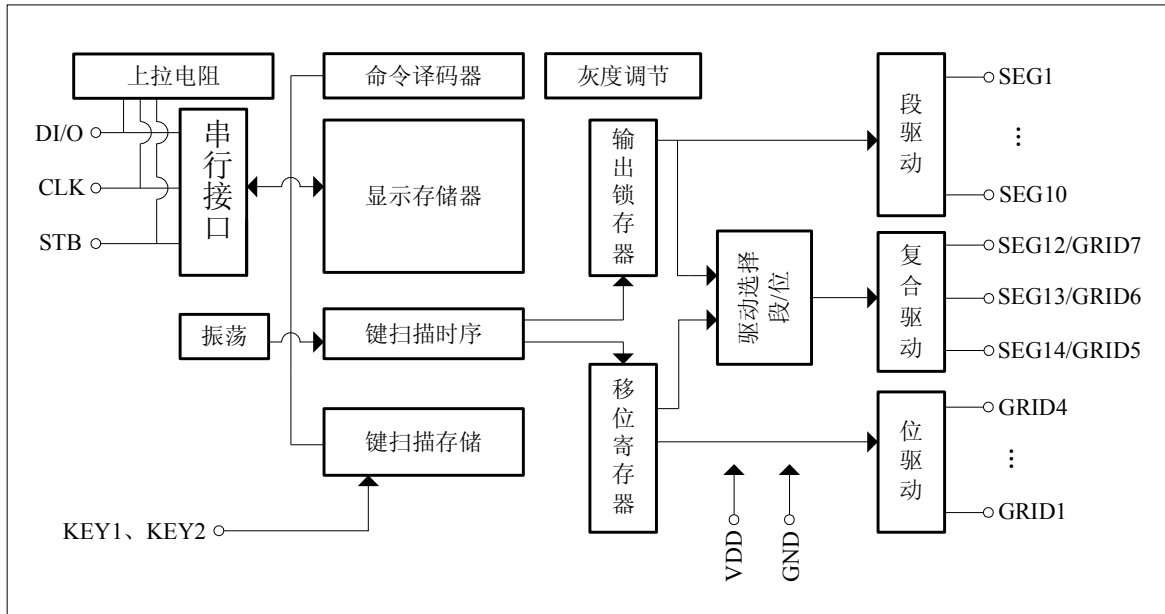 上拉电阻
命令译码器
灰度调节
DI/O
CLK
STB
串行接口
显示存储器
输出锁存器
段驱动
SEG1
⋮
SEG10
振荡
键扫描时序
驱动选择
段/位
复合驱动
SEG12/GRID7
SEG13/GRID6
SEG14/GRID5
键扫描存储
移位寄存器
位驱动
GRID4
⋮
GRID1
KEY1、KEY2
VDD
GND